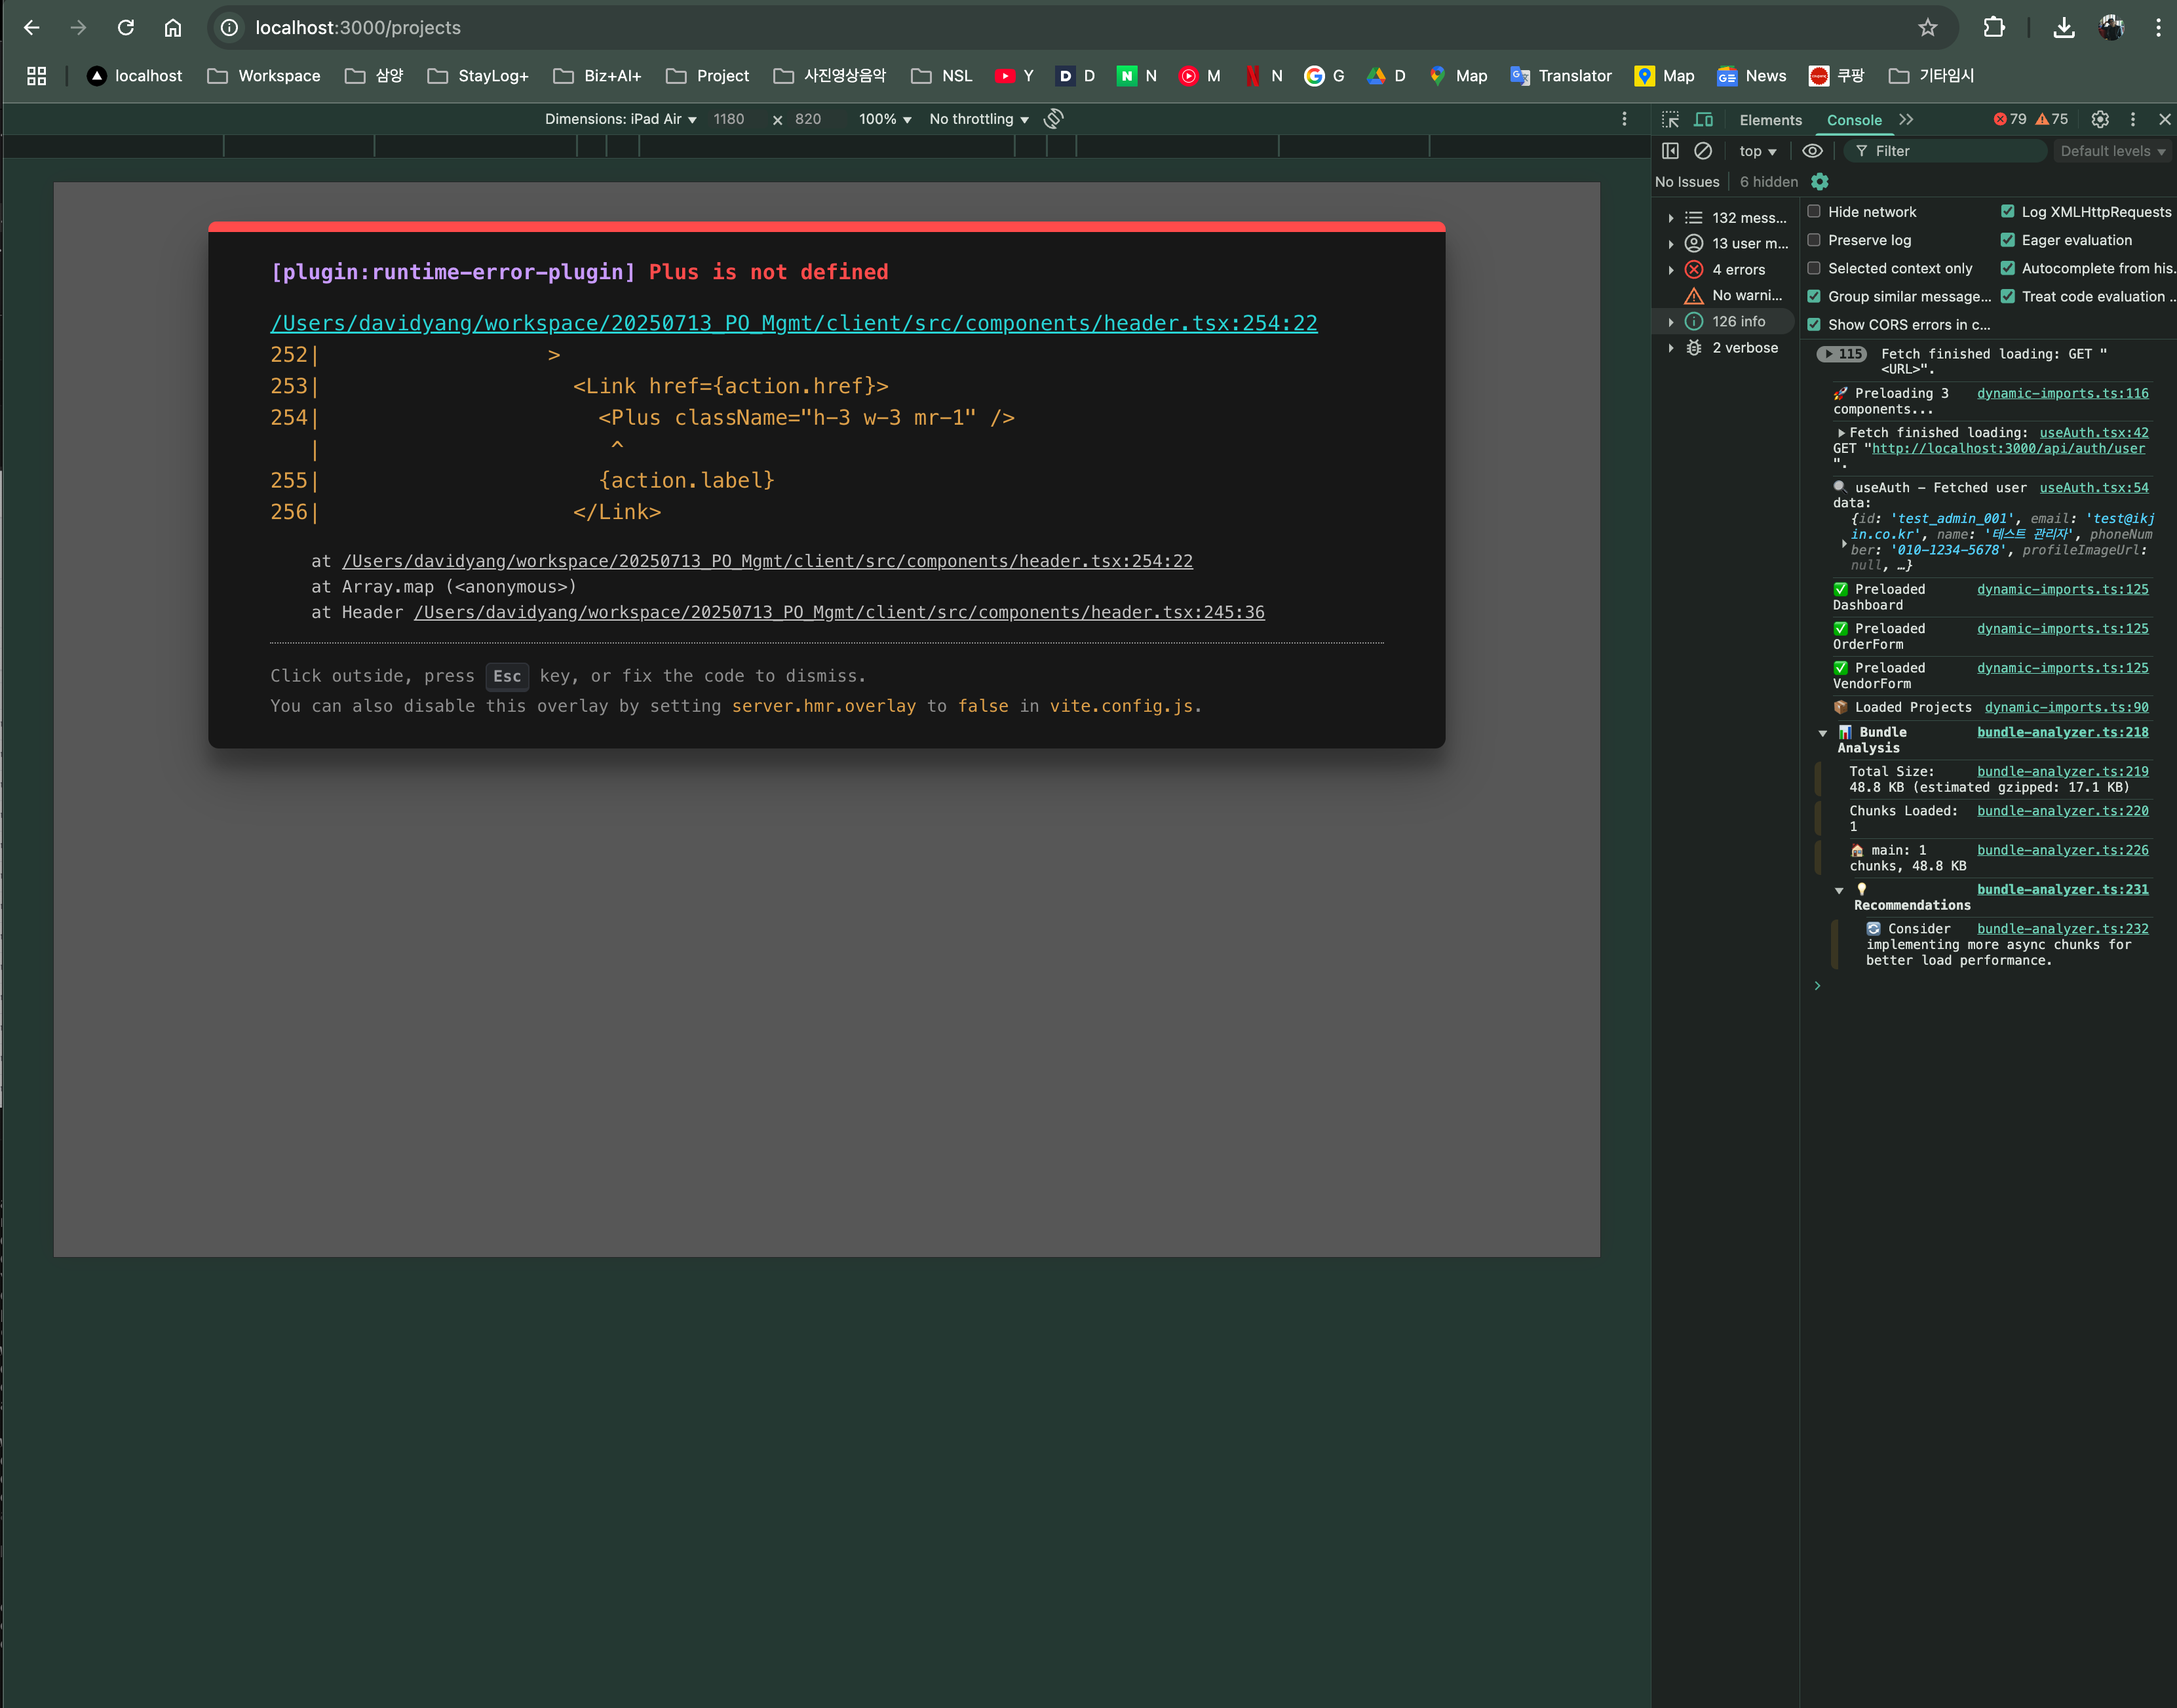 localhost:3000/projects
localhost Workspace 삼양 StayLog+ Biz+AI+ Project 사진영상음악 NSL Y D N M N G D Map Translator Map News 쿠팡 기타임시
Dimensions: iPad Air 1180 × 820 100% No throttling
[plugin:runtime-error-plugin] Plus is not defined
/Users/davidyang/workspace/20250713_PO_Mgmt/client/src/components/header.tsx:254:22
252| >
253| <Link href={action.href}>
254| <Plus className="h-3 w-3 mr-1" />
| ^
255| {action.label}
256| </Link>
at /Users/davidyang/workspace/20250713_PO_Mgmt/client/src/components/header.tsx:254:22
at Array.map (<anonymous>)
at Header /Users/davidyang/workspace/20250713_PO_Mgmt/client/src/components/header.tsx:245:36
Click outside, press Esc key, or fix the code to dismiss.
You can also disable this overlay by setting server.hmr.overlay to false in vite.config.js.
Elements Console 79 75
top Filter Default levels
No Issues 6 hidden
132 mess...
13 user m...
4 errors
No warni...
126 info
2 verbose
Hide network Log XMLHttpRequests
Preserve log Eager evaluation
Selected context only Autocomplete from his...
Group similar message... Treat code evaluation ...
Show CORS errors in c...
115 Fetch finished loading: GET "
<URL>".
🚀 Preloading 3 dynamic-imports.ts:116
components...
Fetch finished loading: useAuth.tsx:42
GET "http://localhost:3000/api/auth/user
".
🔍 useAuth - Fetched user useAuth.tsx:54
data:
{id: 'test_admin_001', email: 'test@ikj
in.co.kr', name: '테스트 관리자', phoneNum
ber: '010-1234-5678', profileImageUrl:
null, …}
✅ Preloaded dynamic-imports.ts:125
Dashboard
✅ Preloaded dynamic-imports.ts:125
OrderForm
✅ Preloaded dynamic-imports.ts:125
VendorForm
📦 Loaded Projects dynamic-imports.ts:90
📊 Bundle bundle-analyzer.ts:218
Analysis
Total Size: bundle-analyzer.ts:219
48.8 KB (estimated gzipped: 17.1 KB)
Chunks Loaded: bundle-analyzer.ts:220
1
🏠 main: 1 bundle-analyzer.ts:226
chunks, 48.8 KB
💡 bundle-analyzer.ts:231
Recommendations
🔄 Consider bundle-analyzer.ts:232
implementing more async chunks for
better load performance.